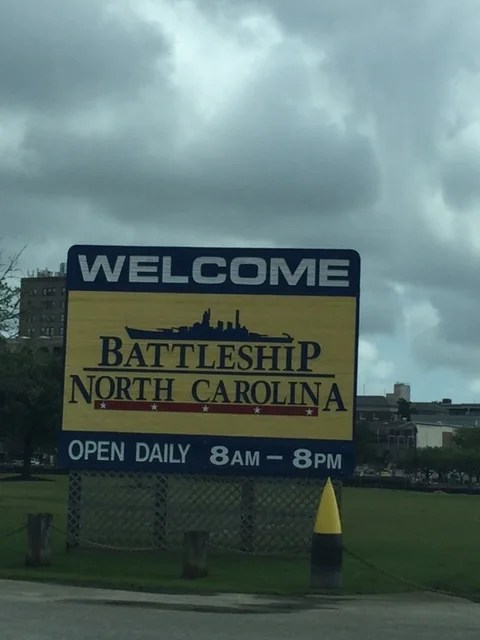 WELCOME
BATTLESHIP
NORTH CAROLINA
OPEN DAILY 8AM – 8PM